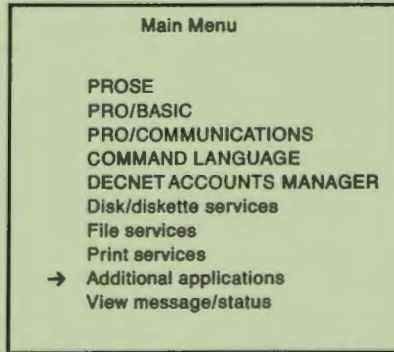 Main Menu
PROSE
PRO/BASIC
PRO/COMMUNICATIONS
COMMAND LANGUAGE
DECNET ACCOUNTS MANAGER
Disk/diskette services
File services
Print services
→ Additional applications
View message/status